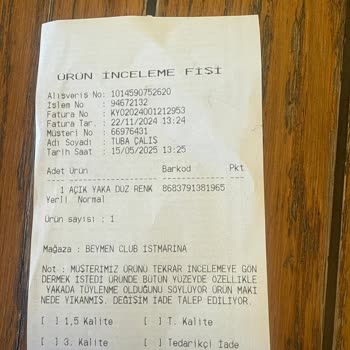 ÜRÜN İNCELEME FİŞİ
Alışveriş No: 1014590752620
İşlem No : 94672132
Fatura No : KY02024001212953
Fatura Tar. : 22/11/2024 13:24
Müşteri No : 66976431
Adı Soyadı : TUBA ÇALIŞ
Tarih Saat : 15/05/2025 13:25
Adet Ürün Barkod Pkt
1 AÇIK YAKA DÜZ RENK 8683791381965
Yerli Normal
Ürün sayısı : 1
Mağaza : BEYMEN CLUB ISTMARINA
Not : MÜŞTERİMİZ ÜRÜNÜ TEKRAR İNCELEMEYE GÖN
DERMEK İSTEDİ ÜRÜNDE BÜTÜN YÜZEYDE ÖZELLİKLE
YAKADA TÜYLENME OLDUĞUNU SÖYLÜYOR ÜRÜN MAKİ
NEDE YIKANMIŞ. DEĞİŞİM İADE TALEP EDİLİYOR.
[ ] 1,5 Kalite [ ] T. Kalite
[ ] 3. Kalite [ ] Tedarikçi İade